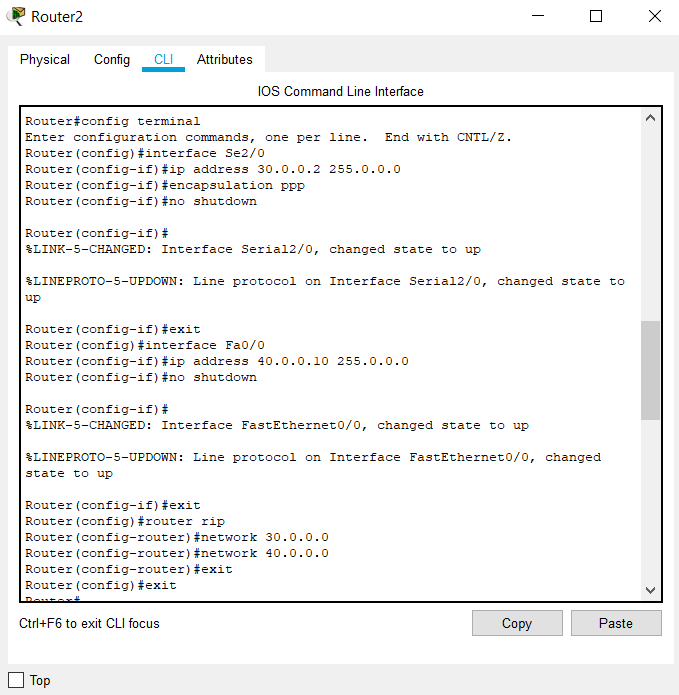 Router2
Physical Config CLI Attributes
IOS Command Line Interface
Router#config terminal
Enter configuration commands, one per line.  End with CNTL/Z.
Router(config)#interface Se2/0
Router(config-if)#ip address 30.0.0.2 255.0.0.0
Router(config-if)#encapsulation ppp
Router(config-if)#no shutdown
Router(config-if)#
%LINK-5-CHANGED: Interface Serial2/0, changed state to up
%LINEPROTO-5-UPDOWN: Line protocol on Interface Serial2/0, changed state to
up
Router(config-if)#exit
Router(config)#interface Fa0/0
Router(config-if)#ip address 40.0.0.10 255.0.0.0
Router(config-if)#no shutdown
Router(config-if)#
%LINK-5-CHANGED: Interface FastEthernet0/0, changed state to up
%LINEPROTO-5-UPDOWN: Line protocol on Interface FastEthernet0/0, changed
state to up
Router(config-if)#exit
Router(config)#router rip
Router(config-router)#network 30.0.0.0
Router(config-router)#network 40.0.0.0
Router(config-router)#exit
Router(config)#exit
Router#
Ctrl+F6 to exit CLI focus
Copy Paste
Top